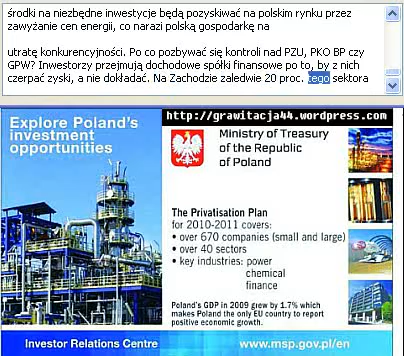 środki na niezbędne inwestycje będą pozyskiwać na polskim rynku przez
zawyżanie cen energii, co narazi polską gospodarkę na
utratę konkurencyjności. Po co pozbywać się kontroli nad PZU, PKO BP czy
GPW? Inwestorzy przejmują dochodowe spółki finansowe po to, by z nich
czerpać zyski, a nie dokładać. Na Zachodzie zaledwie 20 proc. tego sektora
http://grawitacja44.wordpress.com
Explore Poland's
investment
opportunities
Ministry of Treasury
of the Republic
of Poland
The Privatisation Plan
for 2010-2011 covers:
• over 670 companies (small and large)
• over 40 sectors
• key industries: power
chemical
finance
Poland's GDP in 2009 grew by 1.7% which
makes Poland the only EU country to report
positive economic growth.
Investor Relations Centre
www.msp.gov.pl/en